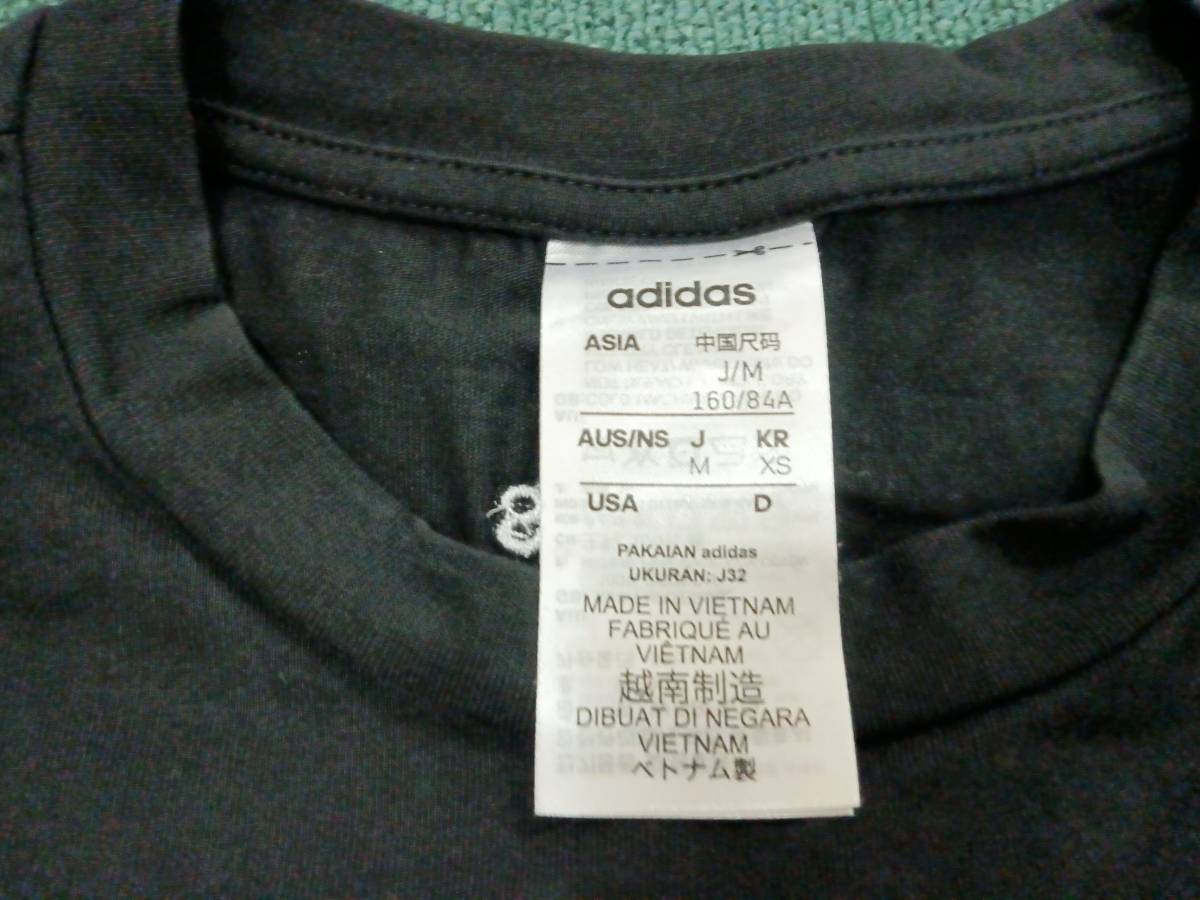 adidas
ASIA 中国尺码
J/M
160/84A
AUS/NS J KR
M XS
USA D
PAKAIAN adidas
UKURAN: J32
MADE IN VIETNAM
FABRIQUÉ AU
VIÊTNAM
越南制造
DIBUAT DI NEGARA
VIETNAM
ベトナム製